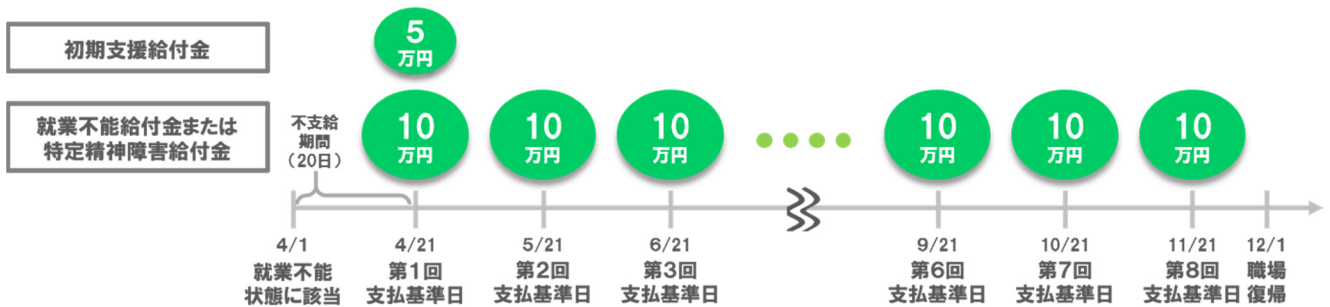 初期支援給付金
5
万円
就業不能給付金または
特定精神障害給付金
不支給
期間
（20日）
10
万円
10
万円
10
万円
10
万円
10
万円
10
万円
4/1
就業不能
状態に該当
4/21
第1回
支払基準日
5/21
第2回
支払基準日
6/21
第3回
支払基準日
9/21
第6回
支払基準日
10/21
第7回
支払基準日
11/21
第8回
支払基準日
12/1
職場
復帰